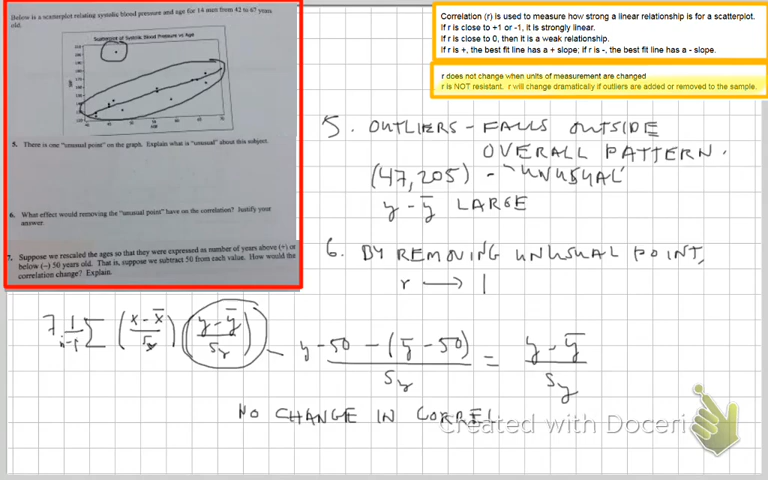 Below is a scatterplot relating systolic blood pressure and age for 14 men from 42 to 67 years
old.
Scatterplot of Systolic Blood Pressure vs Age
5. There is one "unusual point" on the graph. Explain what is "unusual" about this subject.
6. What effect would removing the "unusual point" have on the correlation? Justify your
answer.
7. Suppose we rescaled the ages so that they were expressed as number of years above (+) or
below (−) 50 years old. That is, suppose we subtract 50 from each value. How would the
correlation change? Explain.
Correlation (r) is used to measure how strong a linear relationship is for a scatterplot.
If r is close to +1 or -1, it is strongly linear.
If r is close to 0, then it is a weak relationship.
If r is +, the best fit line has a + slope; if r is -, the best fit line has a - slope.
r does not change when units of measurement are changed
r is NOT resistant. r will change dramatically if outliers are added or removed to the sample.
5. OUTLIERS - FALLS OUTSIDE
OVERALL PATTERN.
(47,205) - "UNUSUAL"
y - ȳ LARGE
6. BY REMOVING UNUSUAL POINT,
r → 1
7. 1/(n-1) Σ ((x - x̄)/Sx) ((y - ȳ)/Sy) - (y - 50 - (ȳ - 50))/Sy = (y - ȳ)/Sy
NO CHANGE IN CORREL
Created with Doceri